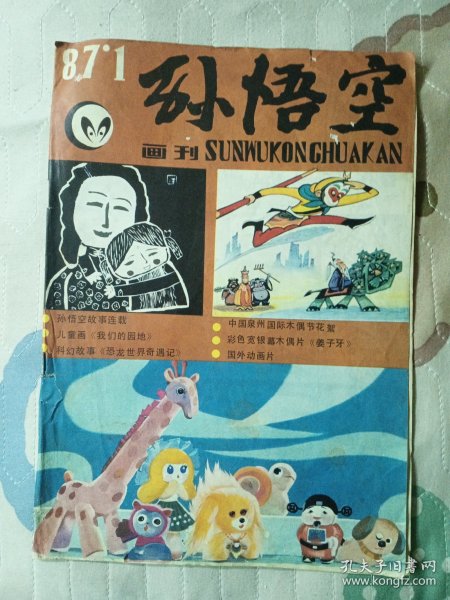 87·1
孙悟空
画刊 SUNWUKONGHUAKAN
孙悟空故事连载
儿童画《我们的园地》
科幻故事《恐龙世界奇遇记》
中国泉州国际木偶节花絮
彩色宽银幕木偶片《姜子牙》
国外动画片
孔夫子旧书网
www.kongfz.com